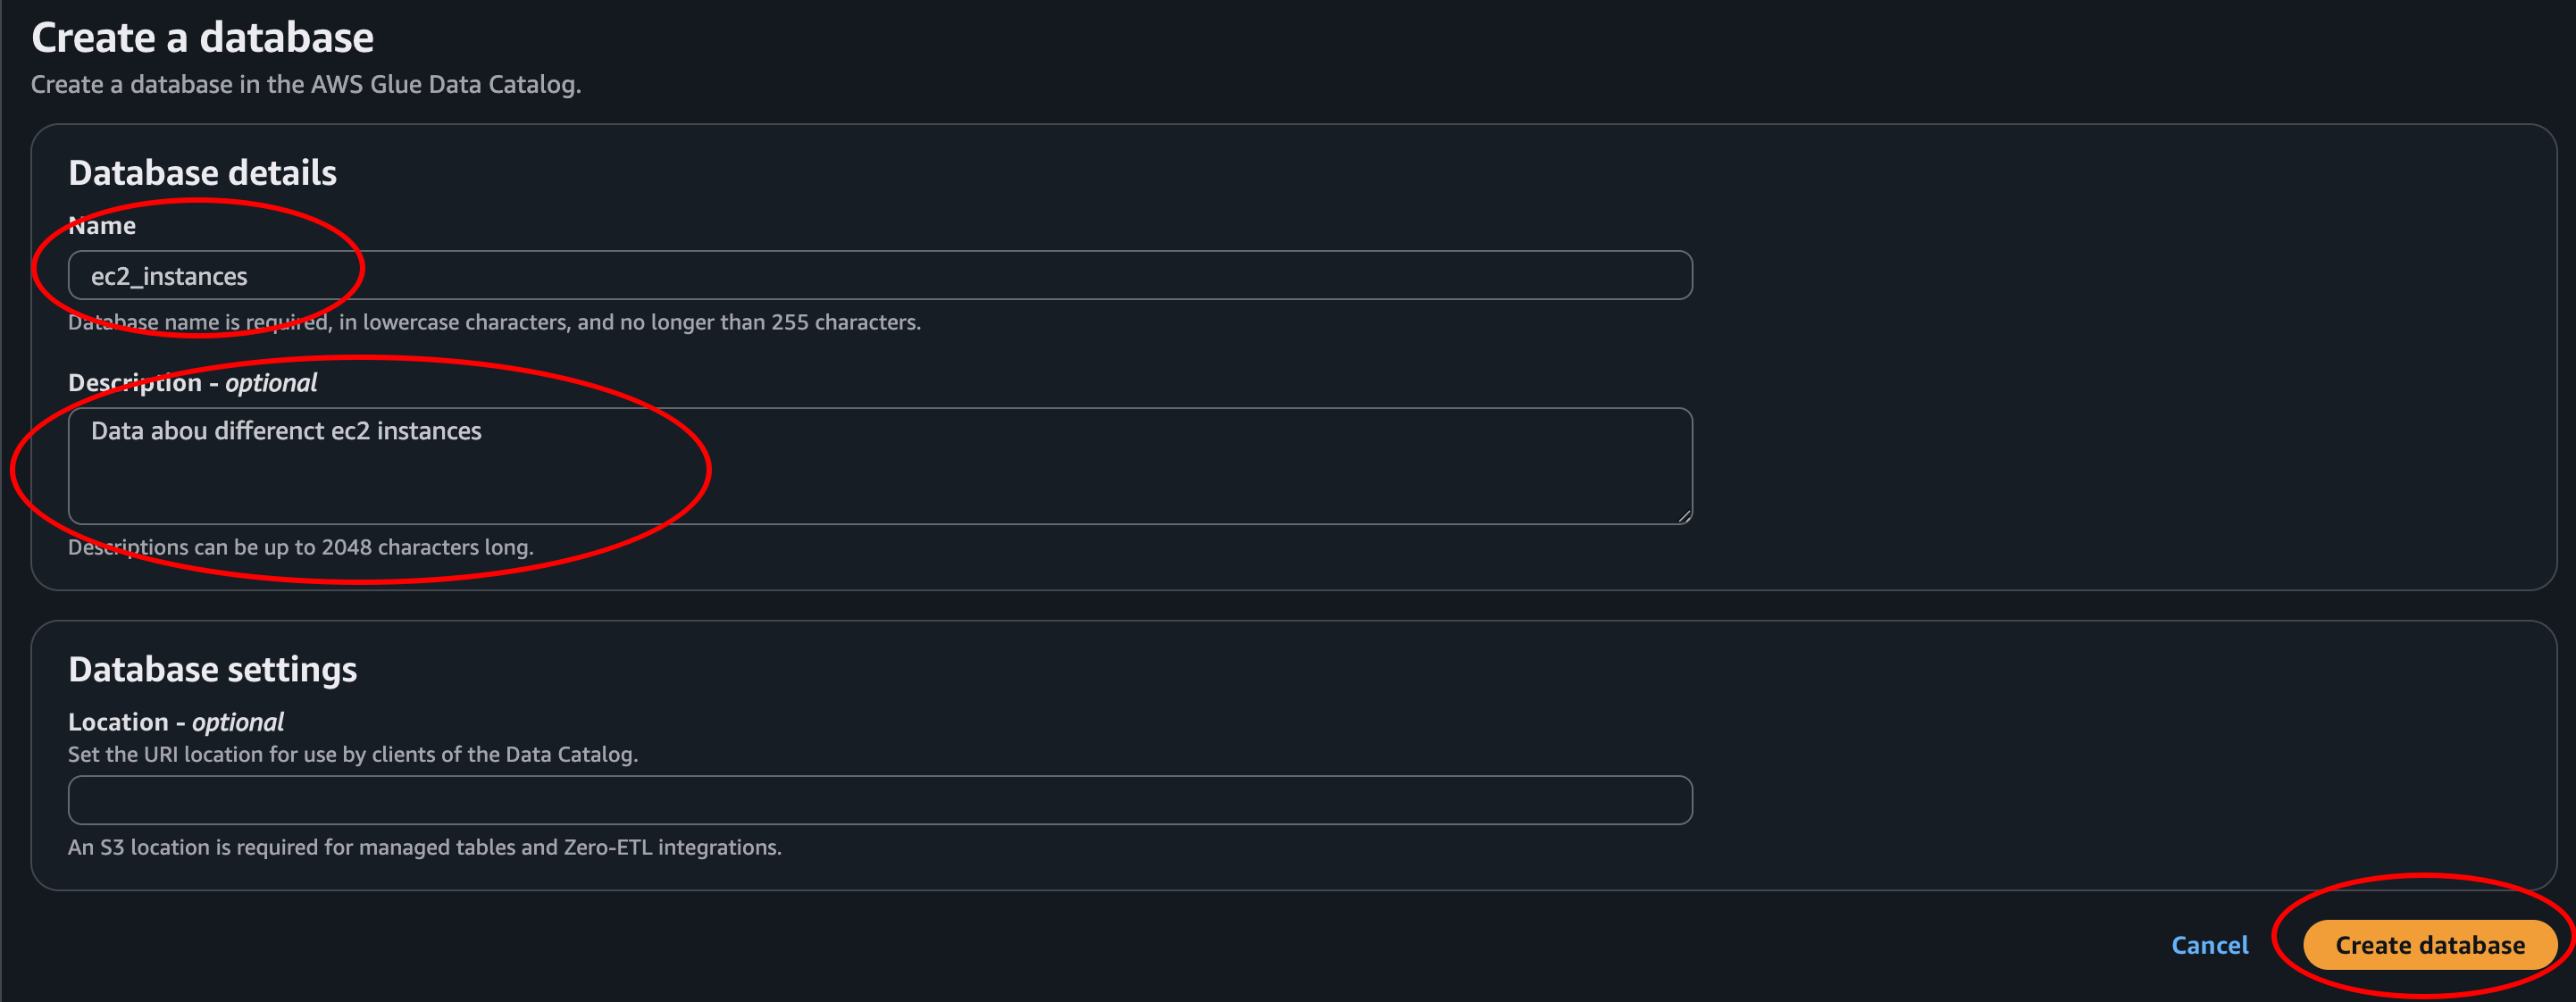 Create a database
Create a database in the AWS Glue Data Catalog.
Database details
Name
ec2_instances
Database name is required, in lowercase characters, and no longer than 255 characters.
Description - optional
Data abou differenct ec2 instances
Descriptions can be up to 2048 characters long.
Database settings
Location - optional
Set the URI location for use by clients of the Data Catalog.
An S3 location is required for managed tables and Zero-ETL integrations.
Cancel
Create database